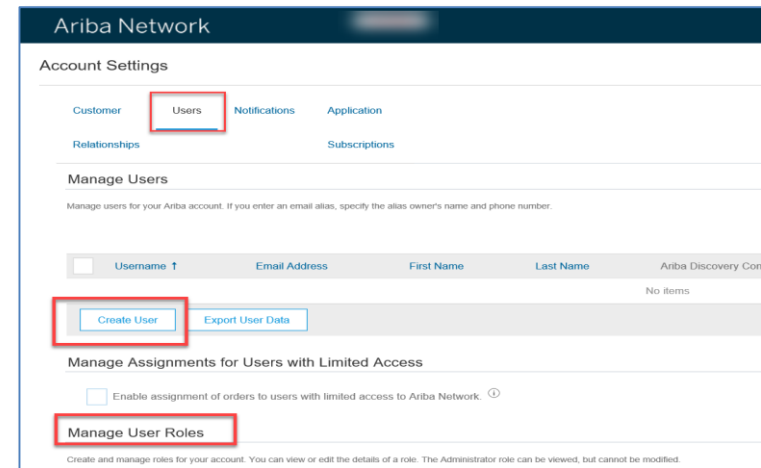 Ariba Network
Account Settings
Customer Users Notifications Application
Relationships Subscriptions
Manage Users
Manage users for your Ariba account. If you enter an email alias, specify the alias owner's name and phone number.
Username ↑ Email Address First Name Last Name Ariba Discovery Con
No items
Create User Export User Data
Manage Assignments for Users with Limited Access
Enable assignment of orders to users with limited access to Ariba Network.
Manage User Roles
Create and manage roles for your account. You can view or edit the details of a role. The Administrator role can be viewed, but cannot be modified.